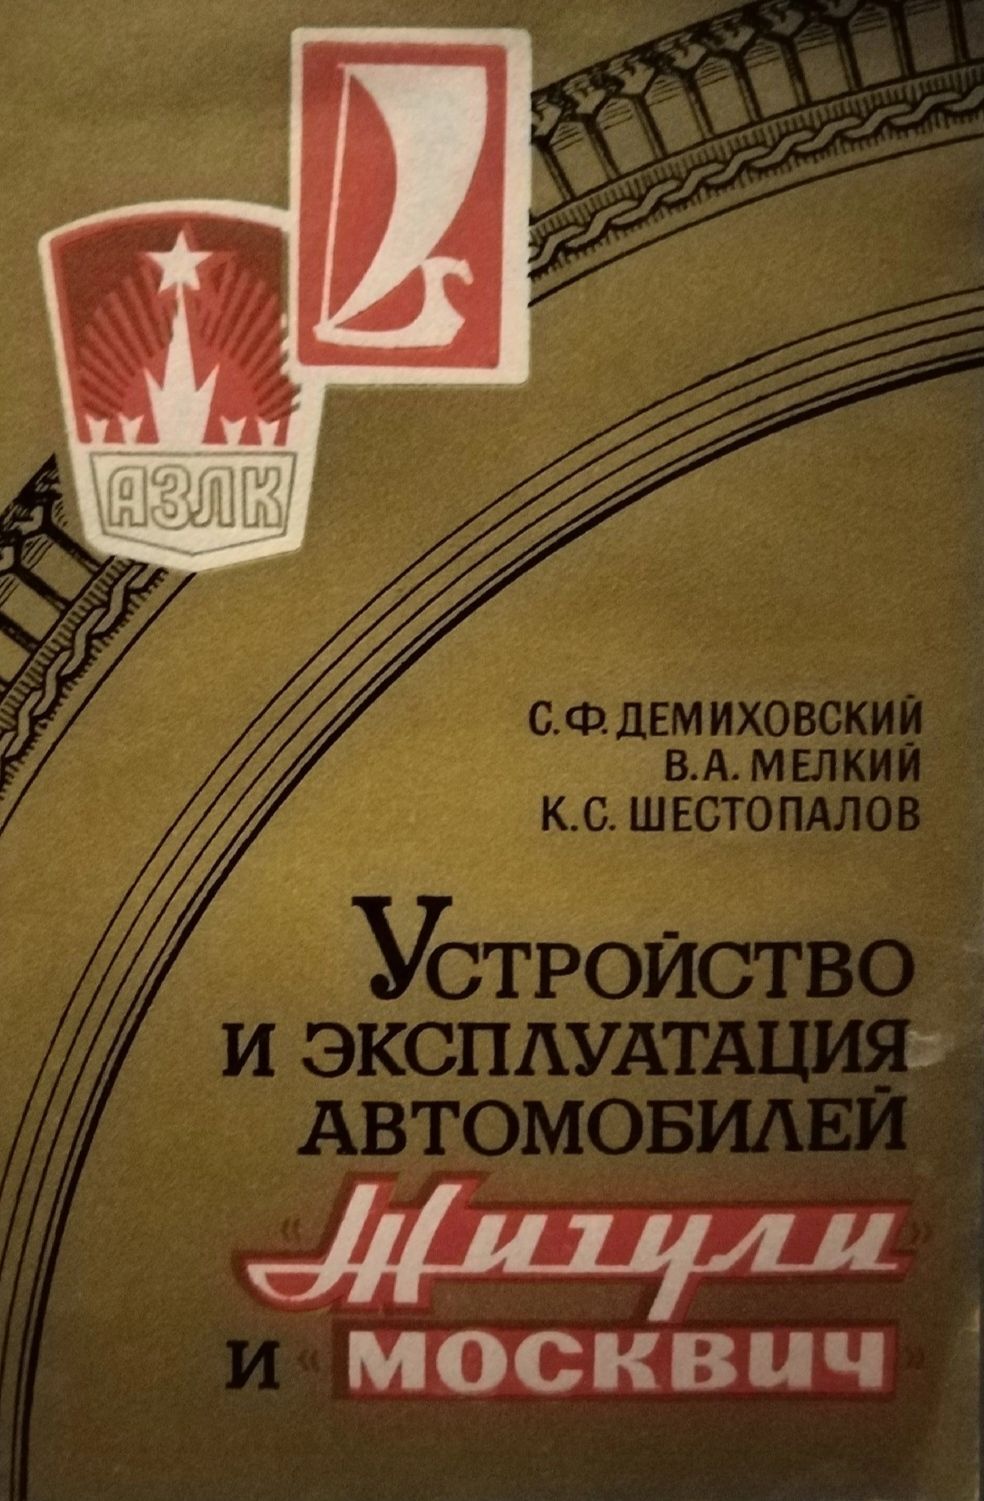 АЗЛК
С.Ф. ДЕМИХОВСКИЙ
В.А. МЕЛКИЙ
К.С. ШЕСТОПАЛОВ
УСТРОЙСТВО
И ЭКСПЛУАТАЦИЯ
АВТОМОБИЛЕЙ
«Жигули»
И «МОСКВИЧ»